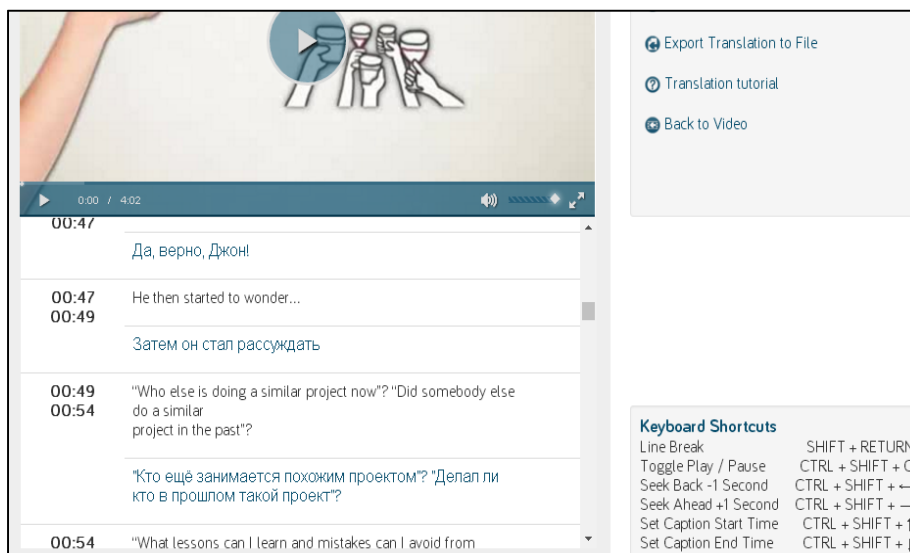 0:00 / 4:02
00:47
Да, верно, Джон!
00:47
00:49
He then started to wonder...
Затем он стал рассуждать
00:49
00:54
“Who else is doing a similar project now”? “Did somebody else
do a similar
project in the past”?
"Кто ещё занимается похожим проектом"? "Делал ли
кто в прошлом такой проект"?
00:54
“What lessons can I learn and mistakes can I avoid from
Export Translation to File
Translation tutorial
Back to Video
Keyboard Shortcuts
Line Break SHIFT + RETURN
Toggle Play / Pause CTRL + SHIFT +
Seek Back -1 Second CTRL + SHIFT + ←
Seek Ahead +1 Second CTRL + SHIFT +
Set Caption Start Time CTRL + SHIFT +
Set Caption End Time CTRL + SHIFT +